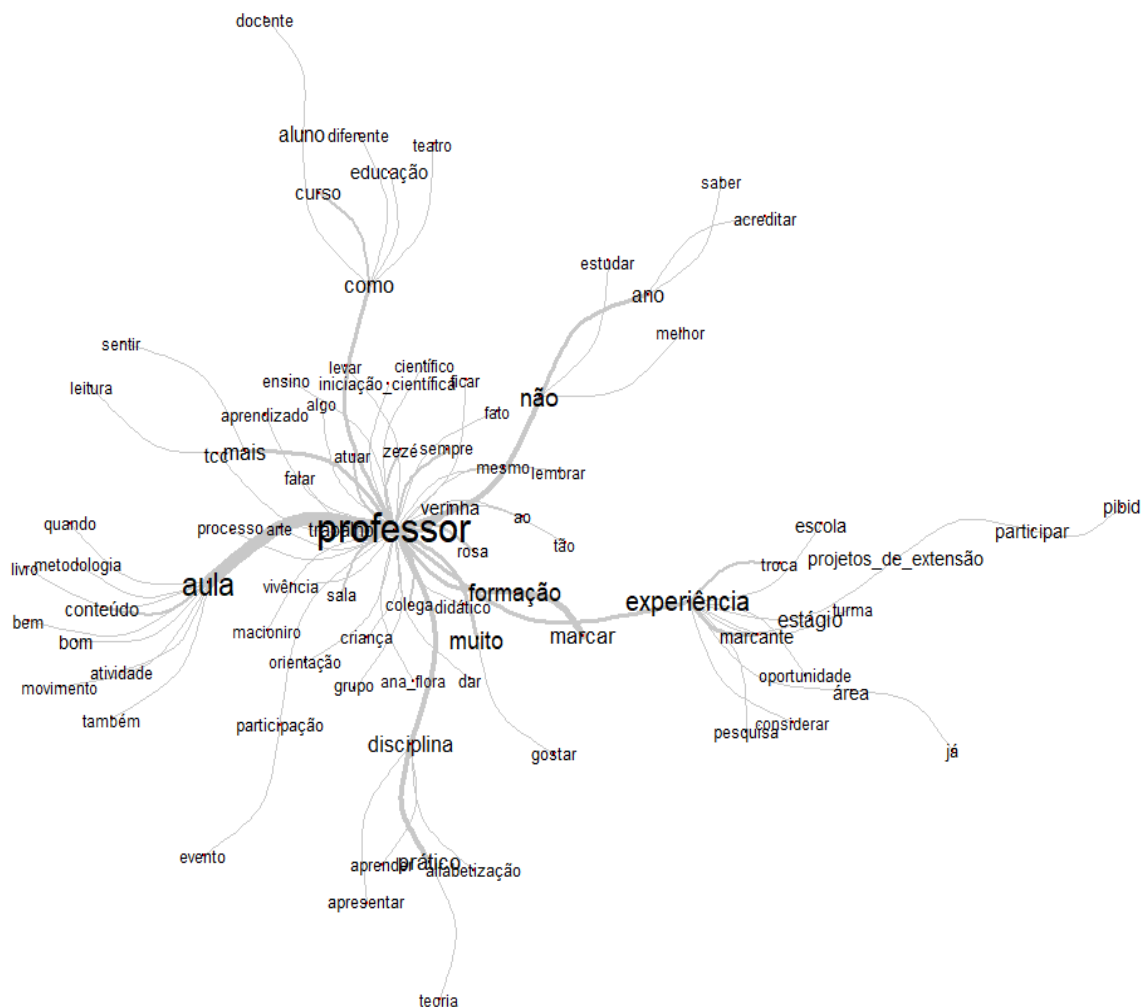 docente
aluno
diferente
teatro
educação
curso
saber
acreditar
estudar
ano
como
melhor
sentir
levar
científico
ensino
iniciação_científica
ficar
leitura
não
algo
fato
aprendizado
mais
tcc
atuar
zezé
sempre
mesmo
lembrar
falar
verinha
pibid
quando
processo
arte
trabalho
professor
ao
escola
participar
tão
rosa
troca
projetos_de_extensão
livro
metodologia
aula
vivência
sala
formação
experiência
conteúdo
colega
didático
turma
estágio
bem
bom
macioniro
criança
muito
marcar
marcante
orientação
atividade
oportunidade
movimento
grupo
ana_flora
dar
área
também
participação
pesquisa
considerar
disciplina
gostar
já
evento
aprender
prático
alfabetização
apresentar
teoria